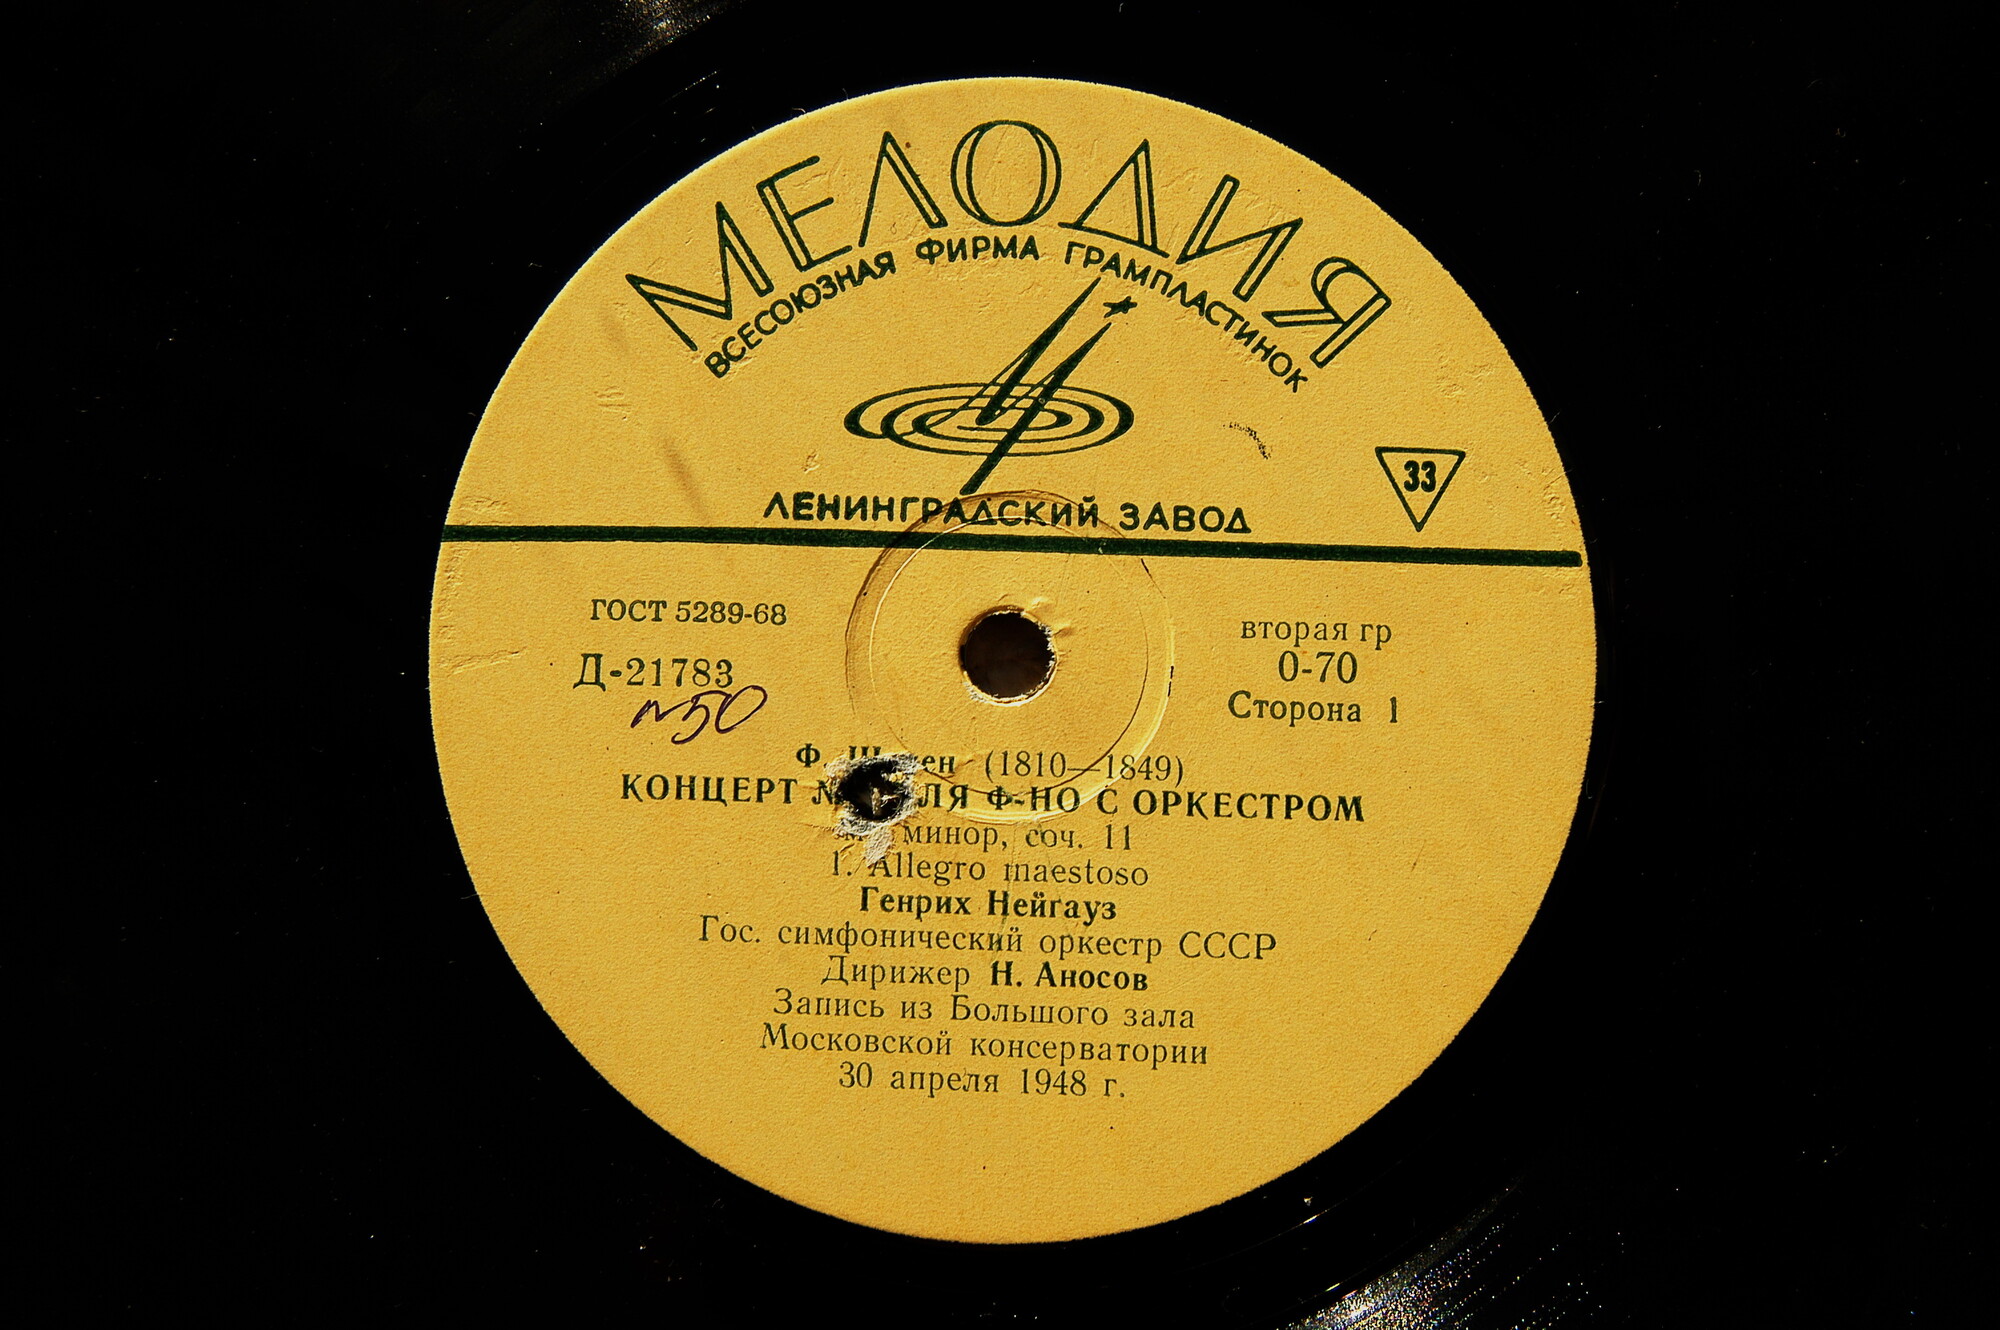 МЕЛОДИЯ
ВСЕСОЮЗНАЯ ФИРМА ГРАМПЛАСТИНОК
33
ЛЕНИНГРАДСКИЙ ЗАВОД
ГОСТ 5289-68
Д-21783
№50
вторая гр
0-70
Сторона 1
Ф. (1810—1849)
КОНЦЕРТ Ф-НО С ОРКЕСТРОМ
минор, соч. 11
1. Allegro maestoso
Генрих Нейгауз
Гос. симфонический оркестр СССР
Дирижер Н. Аносов
Запись из Большого зала
Московской консерватории
30 апреля 1948 г.